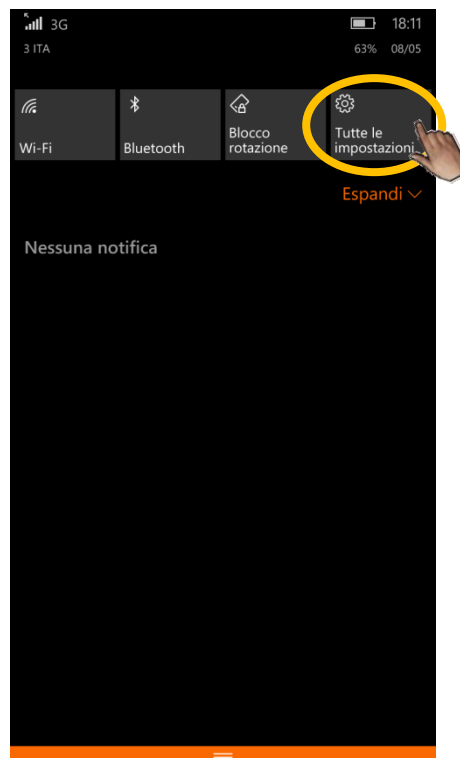 3G 18:11
3 ITA 63% 08/05
Wi-Fi
Bluetooth
Blocco
rotazione
Tutte le
impostazioni
Espandi
Nessuna notifica